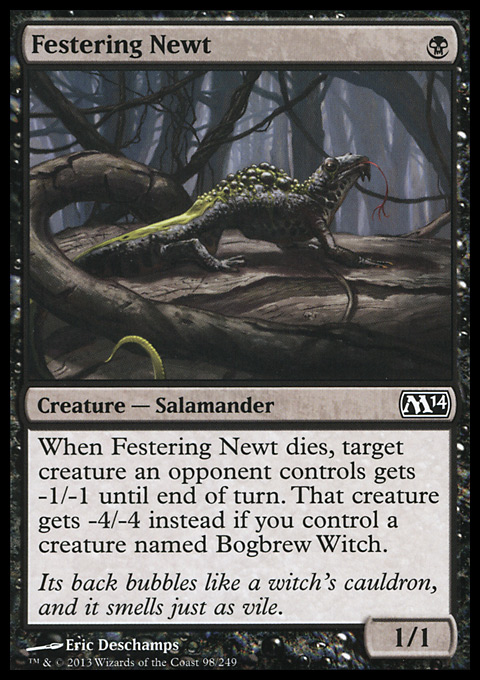 Festering Newt
Creature — Salamander
M14
When Festering Newt dies, target
creature an opponent controls gets
-1/-1 until end of turn. That creature
gets -4/-4 instead if you control a
creature named Bogbrew Witch.
Its back bubbles like a witch's cauldron,
and it smells just as vile.
1/1
Eric Deschamps
™ & © 2013 Wizards of the Coast 98/249